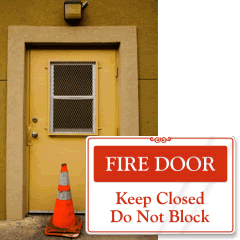 FIRE DOOR
Keep Closed
Do Not Block